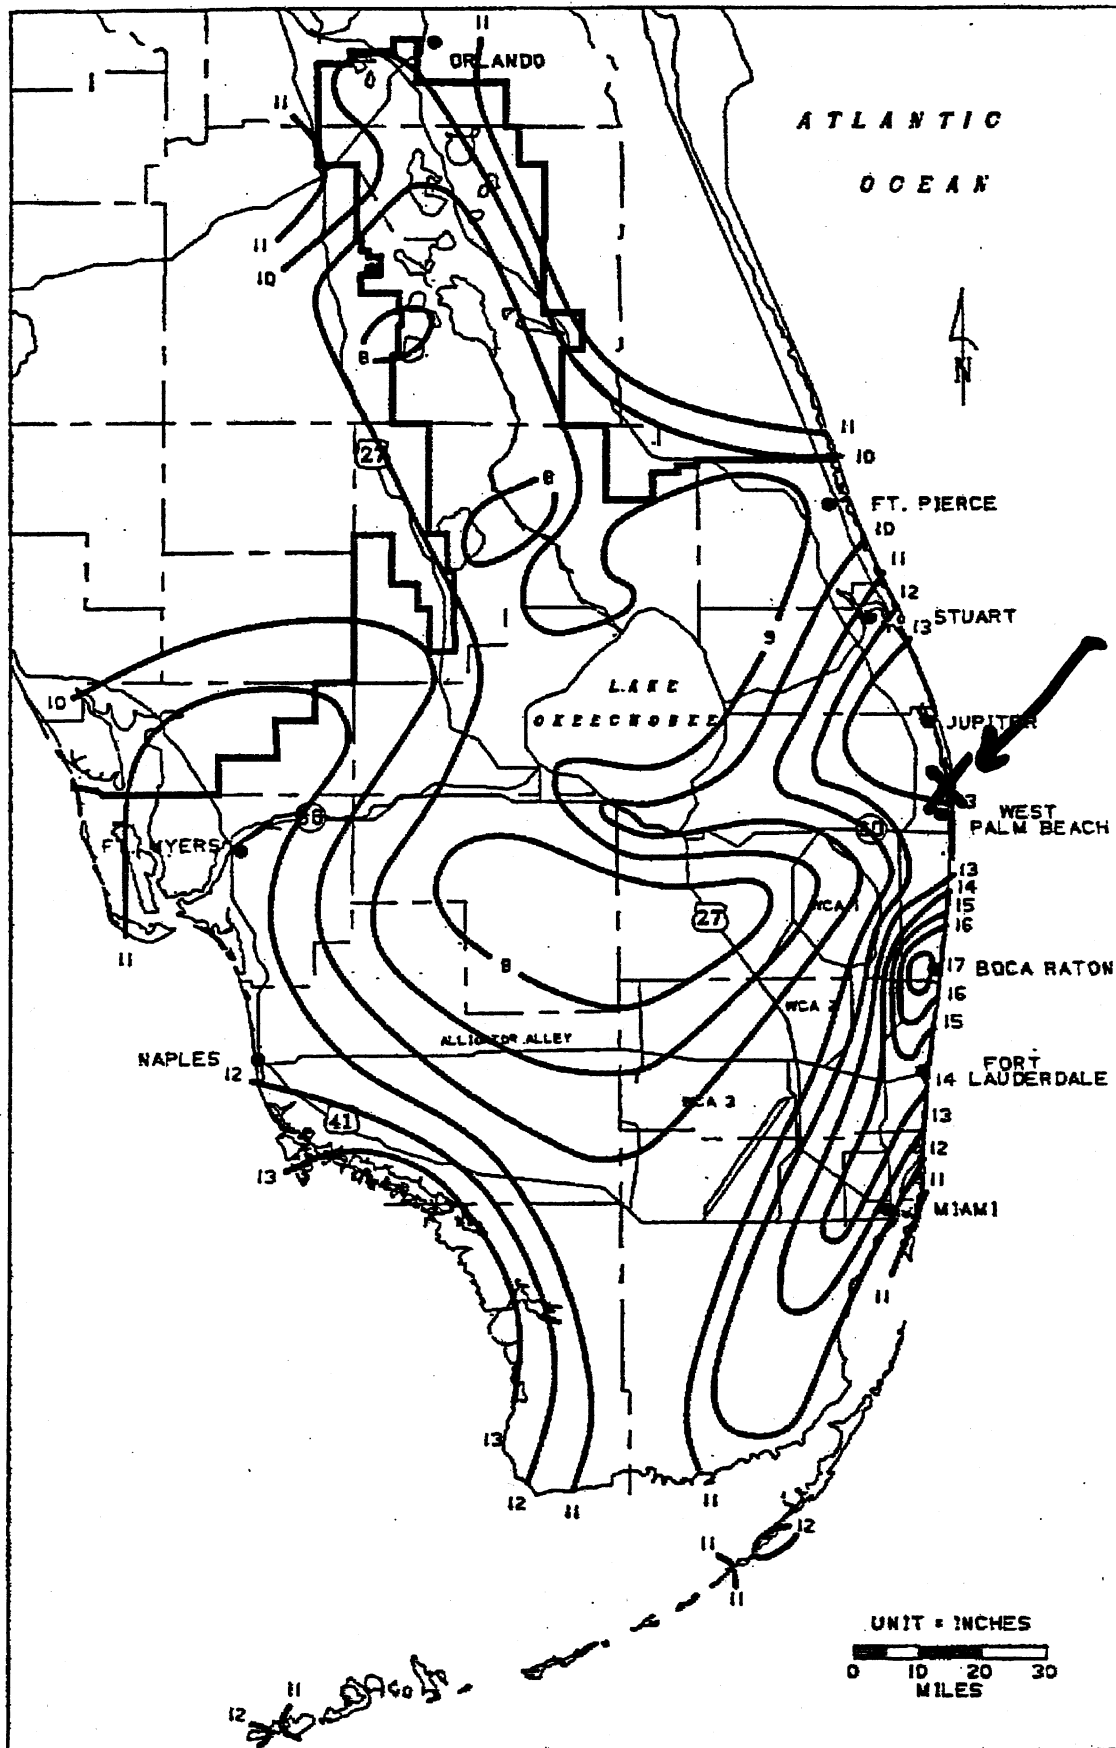 11
ORLANDO
1
11
ATLANTIC
OCEAN
11
10
N
8
11
27
10
8
FT. PIERCE
10
11
12
STUART
13
9
LAKE
OKEECHOBEE
10
JUPITER
3
WEST
PALM BEACH
80
80
FT. MYERS
13
14
15
WCA 1
16
27
11
8
17 BOCA RATON
16
WCA 2
15
ALLIGATOR ALLEY
NAPLES
FORT
12
14 LAUDERDALE
WCA 3
13
41
12
13
11
MIAMI
11
13
12
11
11
12
11
11
UNIT = INCHES
0 10 20 30
MILES
11
12